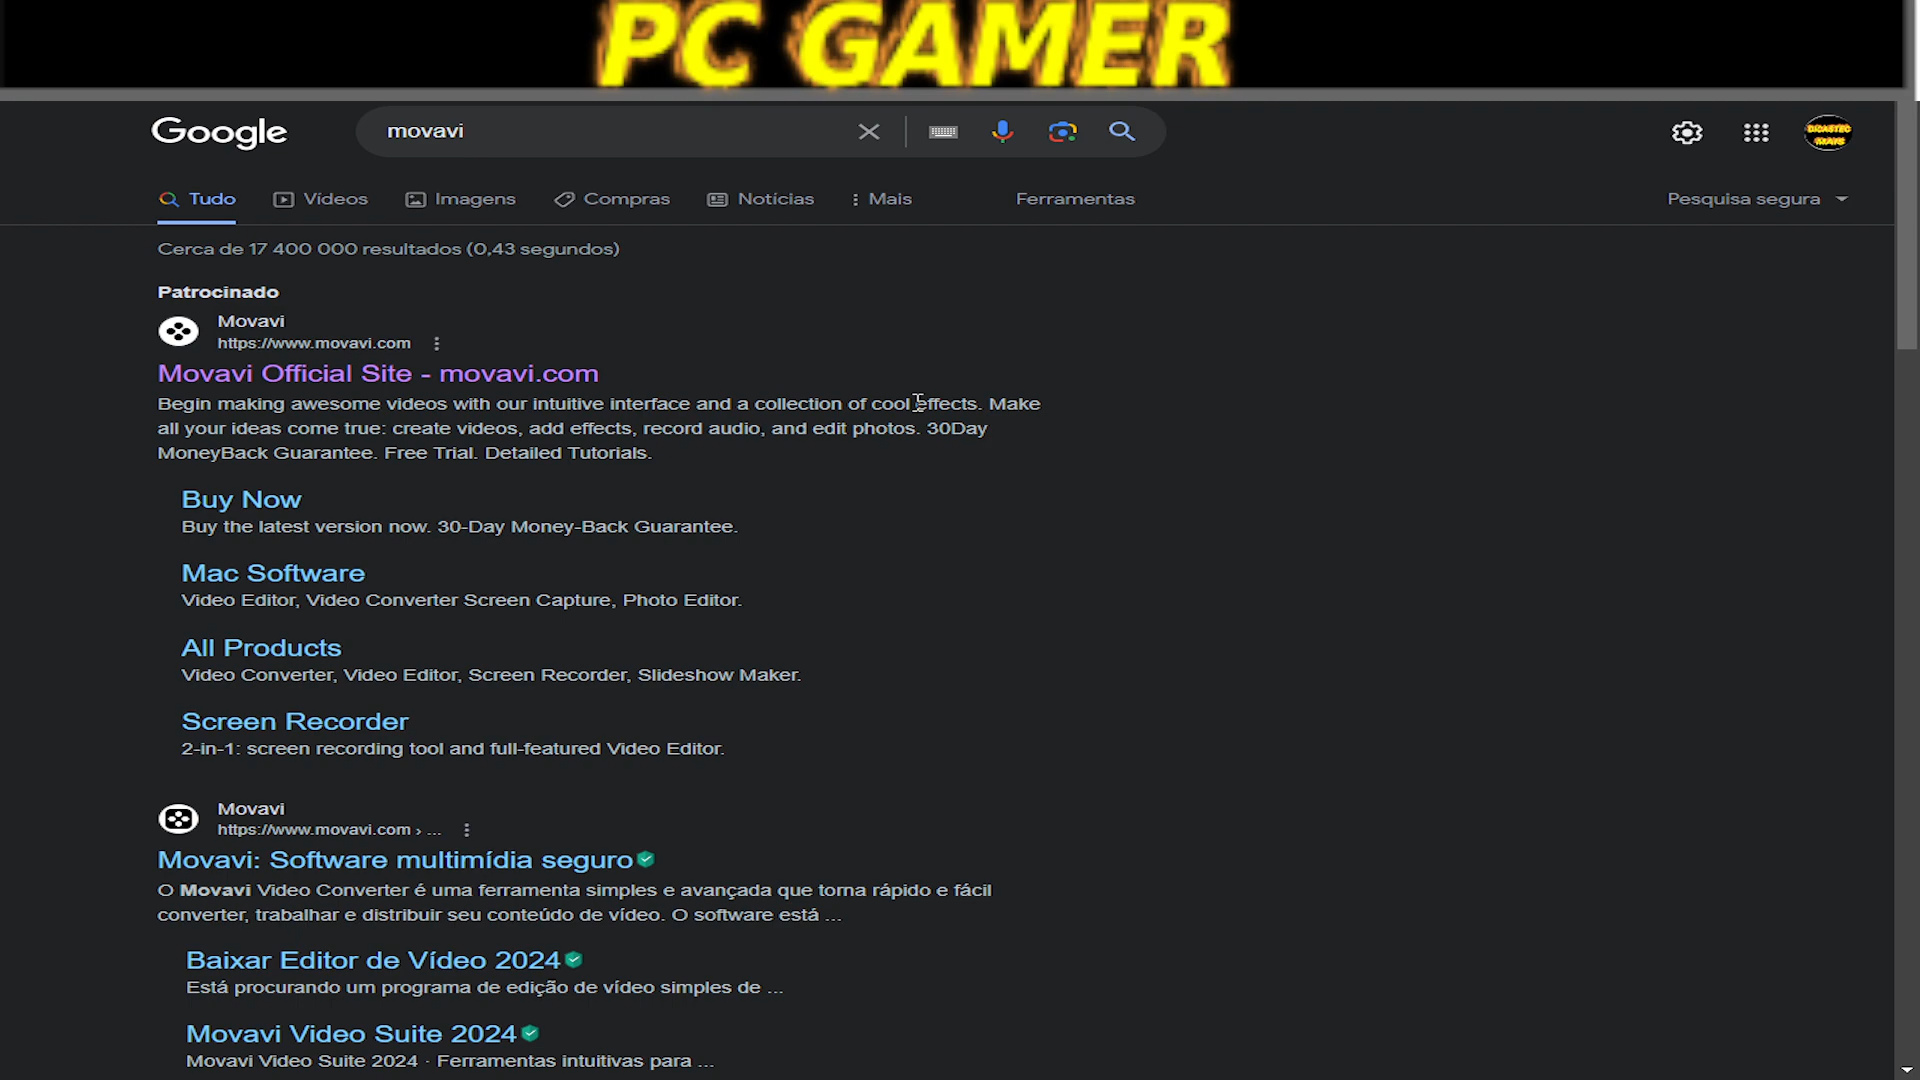 PC GAMER
Google
movavi
Tudo Vídeos Imagens Compras Notícias Mais Ferramentas Pesquisa segura
Cerca de 17 400 000 resultados (0,43 segundos)
Patrocinado
Movavi
https://www.movavi.com
Movavi Official Site - movavi.com
Begin making awesome videos with our intuitive interface and a collection of cool effects. Make
all your ideas come true: create videos, add effects, record audio, and edit photos. 30Day
MoneyBack Guarantee. Free Trial. Detailed Tutorials.
Buy Now
Buy the latest version now. 30-Day Money-Back Guarantee.
Mac Software
Video Editor, Video Converter Screen Capture, Photo Editor.
All Products
Video Converter, Video Editor, Screen Recorder, Slideshow Maker.
Screen Recorder
2-in-1: screen recording tool and full-featured Video Editor.
Movavi
https://www.movavi.com › ...
Movavi: Software multimídia seguro
O Movavi Video Converter é uma ferramenta simples e avançada que torna rápido e fácil
converter, trabalhar e distribuir seu conteúdo de vídeo. O software está ...
Baixar Editor de Vídeo 2024
Está procurando um programa de edição de vídeo simples de ...
Movavi Video Suite 2024
Movavi Video Suite 2024 · Ferramentas intuitivas para ...